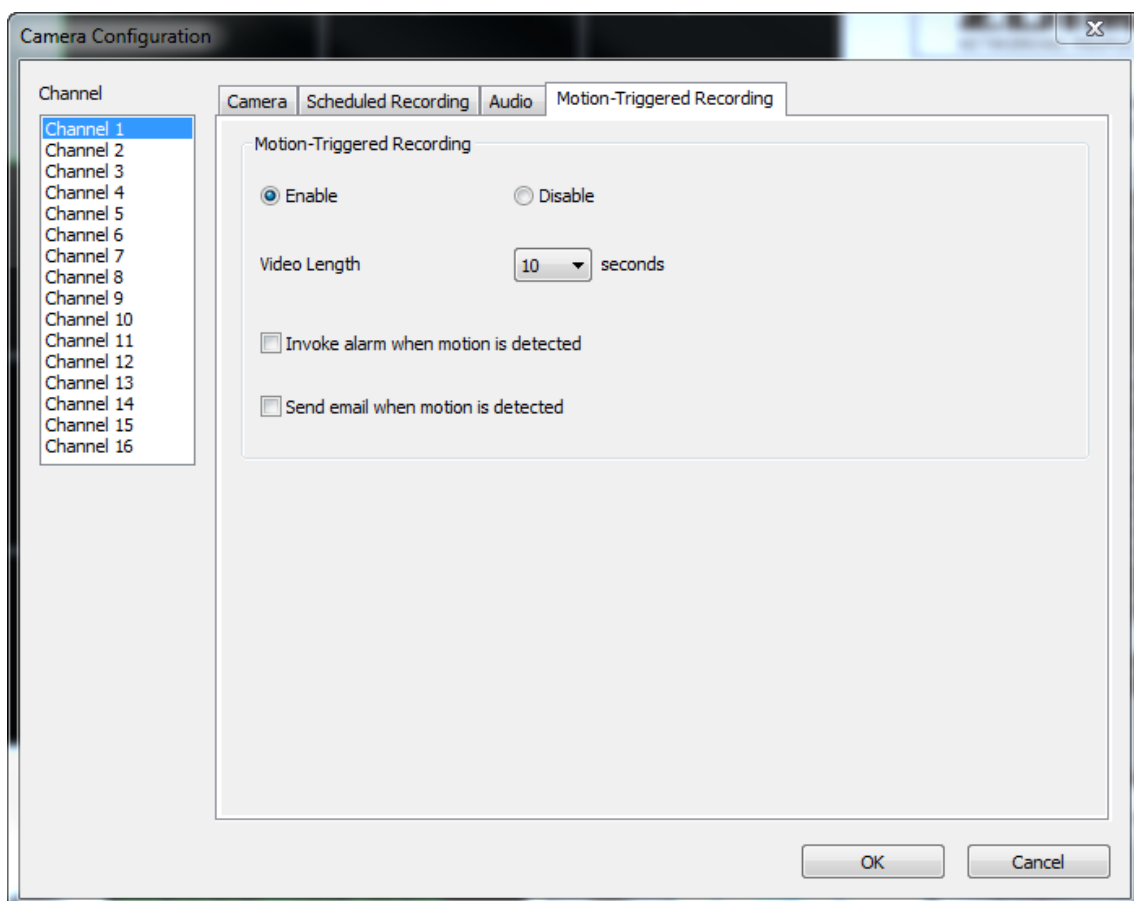 Camera Configuration
Channel
Channel 1
Channel 2
Channel 3
Channel 4
Channel 5
Channel 6
Channel 7
Channel 8
Channel 9
Channel 10
Channel 11
Channel 12
Channel 13
Channel 14
Channel 15
Channel 16
Camera Scheduled Recording Audio Motion-Triggered Recording
Motion-Triggered Recording
Enable Disable
Video Length 10 seconds
Invoke alarm when motion is detected
Send email when motion is detected
OK Cancel